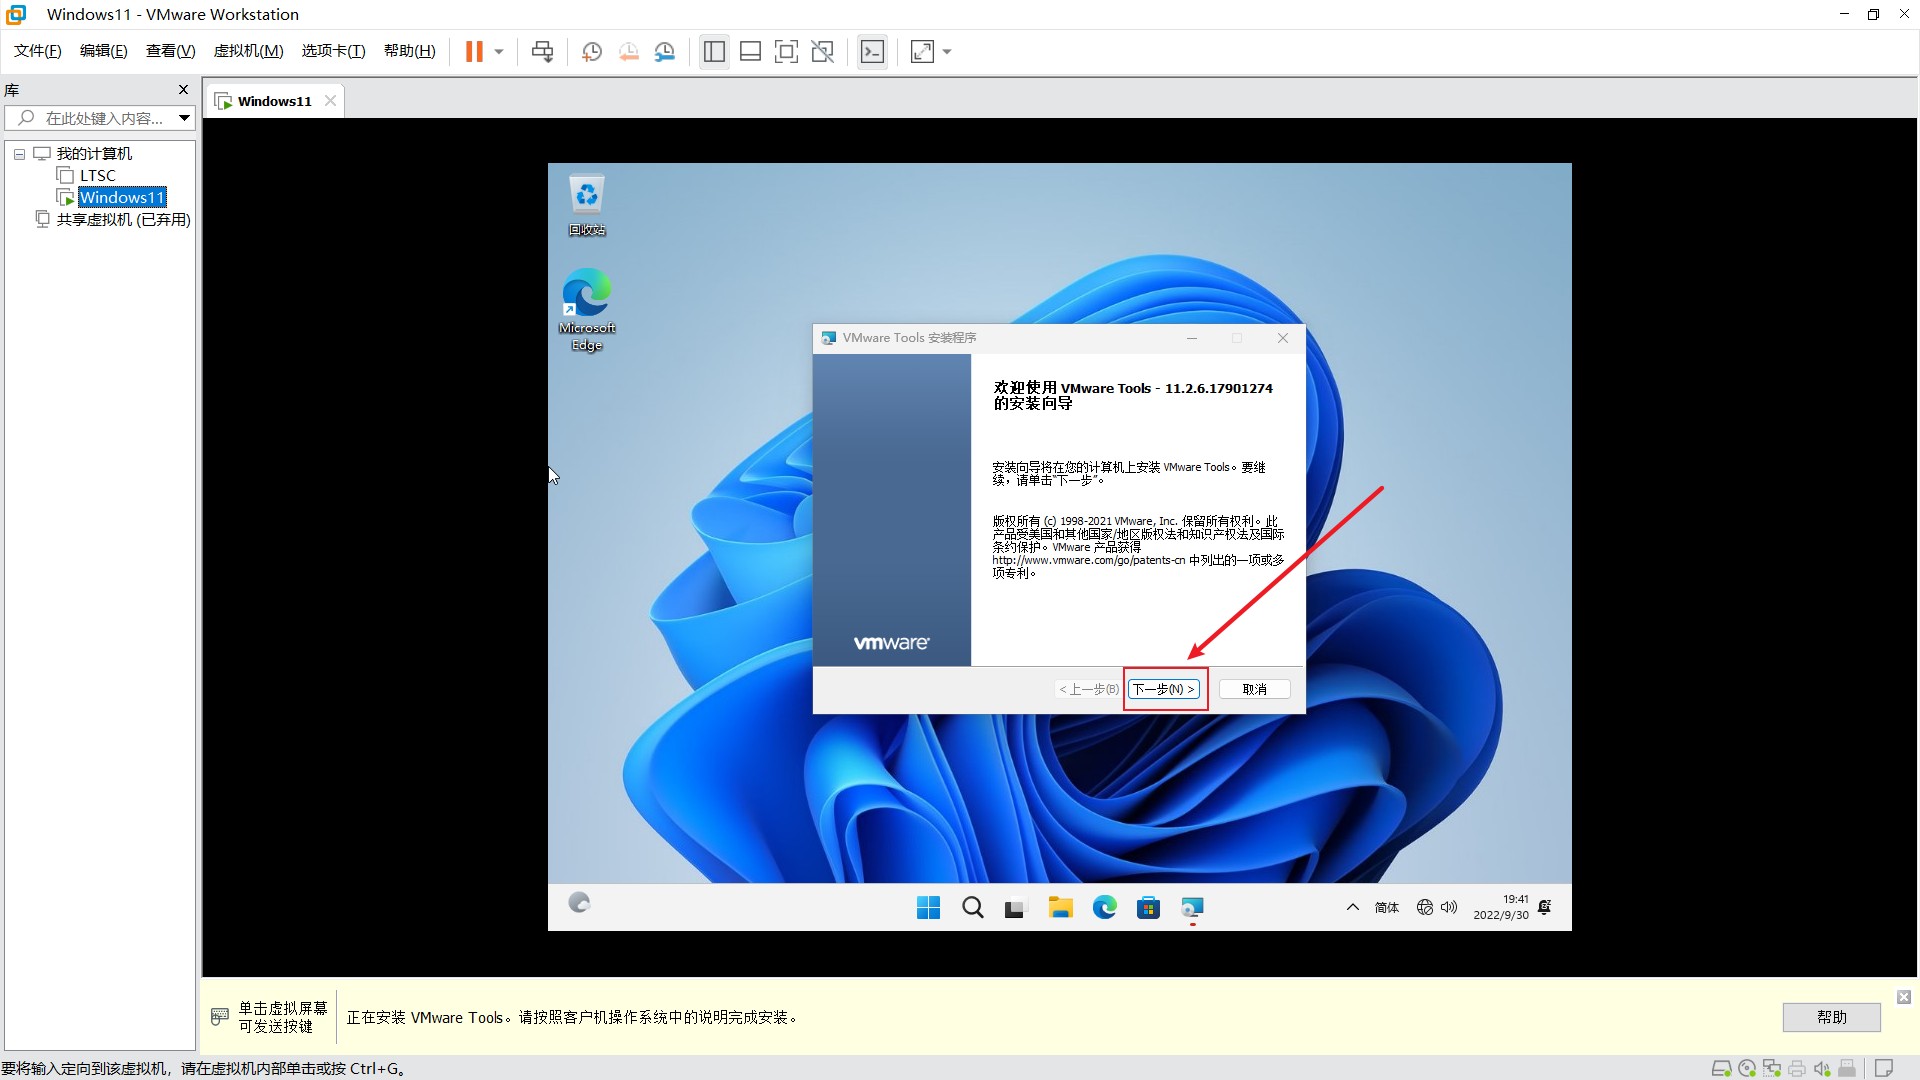 Windows11 - VMware Workstation
文件(F) 编辑(E) 查看(V) 虚拟机(M) 选项卡(T) 帮助(H)
库
在此处键入内容...
我的计算机
LTSC
Windows11
共享虚拟机 (已弃用)
Windows11
回收站
Microsoft
Edge
VMware Tools 安装程序
欢迎使用 VMware Tools - 11.2.6.17901274
的安装向导
安装向导将在您的计算机上安装 VMware Tools。要继
续，请单击“下一步”。
版权所有 (c) 1998-2021 VMware, Inc. 保留所有权利。此
产品受美国和其他国家/地区版权法和知识产权法及国际
条约保护。VMware 产品获得
http://www.vmware.com/go/patents-cn 中列出的一项或多
项专利。
vmware
< 上一步(B) 下一步(N) > 取消
简体
19:41
2022/9/30
单击虚拟屏幕
可发送按键
正在安装 VMware Tools。请按照客户机操作系统中的说明完成安装。
帮助
要将输入定向到该虚拟机，请在虚拟机内部单击或按 Ctrl+G。